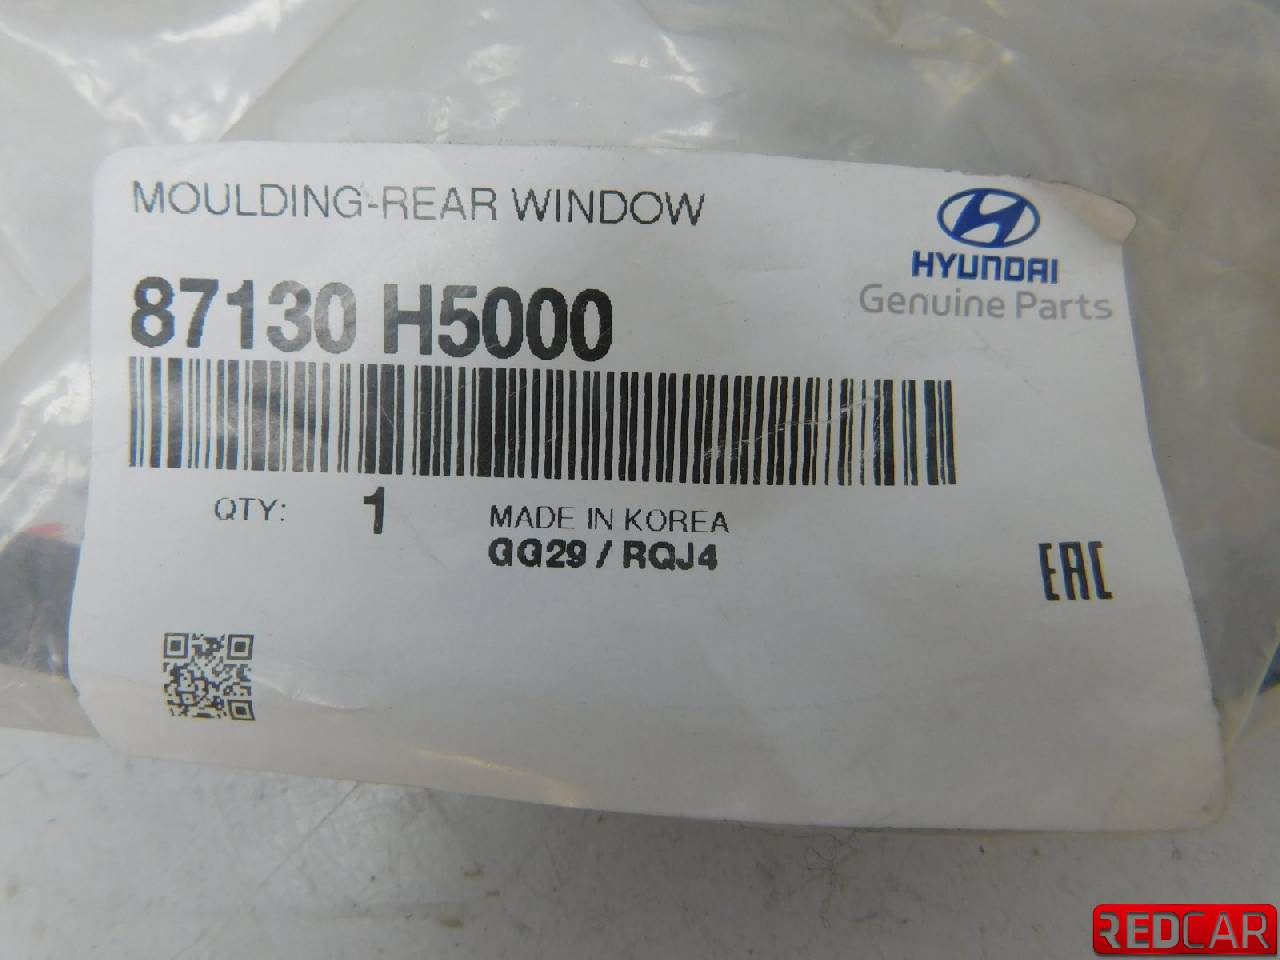 MOULDING-REAR WINDOW
HYUNDAI
Genuine Parts
87130 H5000
QTY: 1
MADE IN KOREA
GG29 / RQJ4
EAC
REDCAR